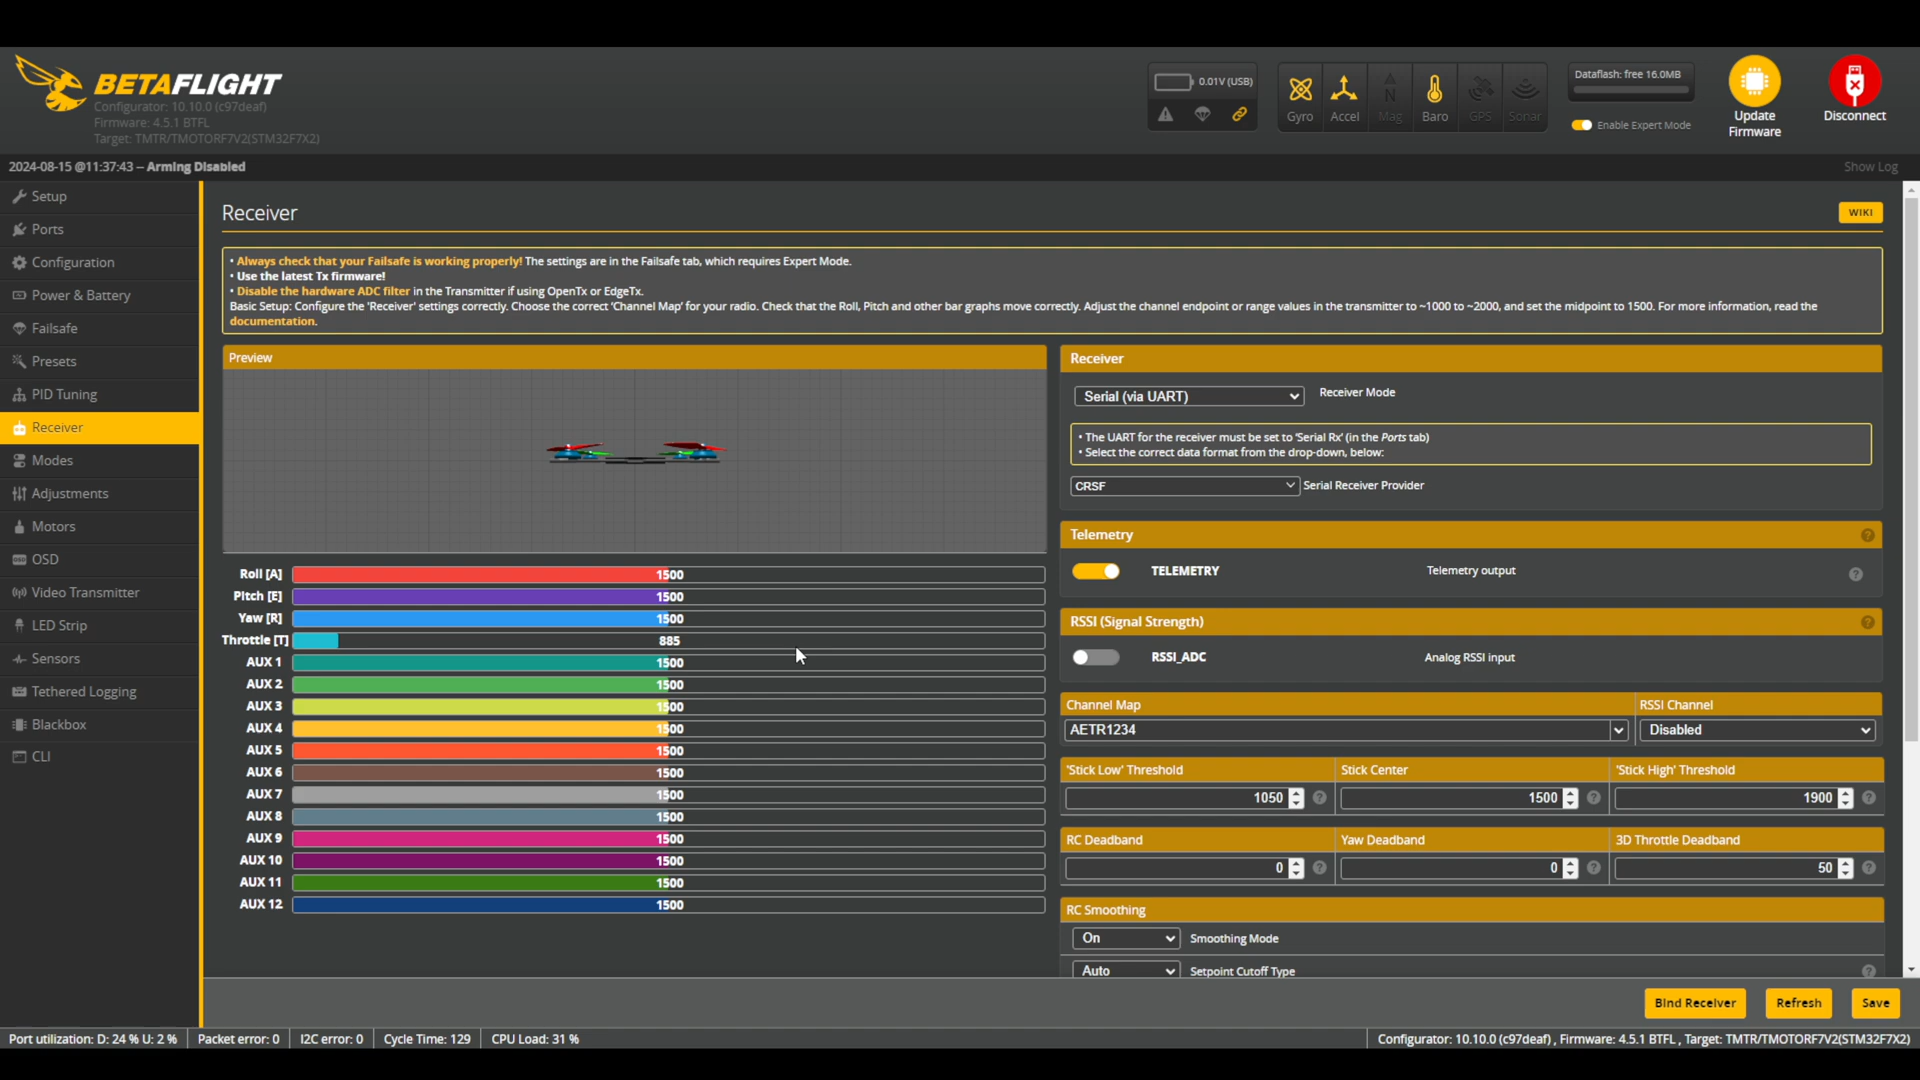 BETAFLIGHT
Configurator: 10.10.0 (c97deaf)
Firmware: 4.5.1 BTFL
Target: TMTR/TMOTORF7V2(STM32F7X2)
0.01V (USB)
Gyro
Accel
Mag
Baro
GPS
Sonar
Dataflash: free 16.0MB
Enable Expert Mode
Update
Firmware
Disconnect
2024-08-15 @11:37:43 -- Arming Disabled
Show Log
Setup
Ports
Configuration
Power & Battery
Failsafe
Presets
PID Tuning
Receiver
Modes
Adjustments
Motors
OSD
Video Transmitter
LED Strip
Sensors
Tethered Logging
Blackbox
CLI
Receiver
WIKI
• Always check that your Failsafe is working properly! The settings are in the Failsafe tab, which requires Expert Mode.
• Use the latest Tx firmware!
• Disable the hardware ADC filter in the Transmitter if using OpenTx or EdgeTx.
Basic Setup: Configure the 'Receiver' settings correctly. Choose the correct 'Channel Map' for your radio. Check that the Roll, Pitch and other bar graphs move correctly. Adjust the channel endpoint or range values in the transmitter to ~1000 to ~2000, and set the midpoint to 1500. For more information, read the
documentation.
Preview
Roll [A] 1500
Pitch [E] 1500
Yaw [R] 1500
Throttle [T] 885
AUX 1 1500
AUX 2 1500
AUX 3 1500
AUX 4 1500
AUX 5 1500
AUX 6 1500
AUX 7 1500
AUX 8 1500
AUX 9 1500
AUX 10 1500
AUX 11 1500
AUX 12 1500
Receiver
Serial (via UART) Receiver Mode
• The UART for the receiver must be set to 'Serial Rx' (in the Ports tab)
• Select the correct data format from the drop-down, below:
CRSF Serial Receiver Provider
Telemetry
TELEMETRY Telemetry output
RSSI (Signal Strength)
RSSI_ADC Analog RSSI input
Channel Map RSSI Channel
AETR1234 Disabled
'Stick Low' Threshold Stick Center 'Stick High' Threshold
1050 1500 1900
RC Deadband Yaw Deadband 3D Throttle Deadband
0 0 50
RC Smoothing
On Smoothing Mode
Auto Setpoint Cutoff Type
Bind Receiver Refresh Save
Port utilization: D: 24 % U: 2 % Packet error: 0 I2C error: 0 Cycle Time: 129 CPU Load: 31 % Configurator: 10.10.0 (c97deaf) , Firmware: 4.5.1 BTFL , Target: TMTR/TMOTORF7V2(STM32F7X2)